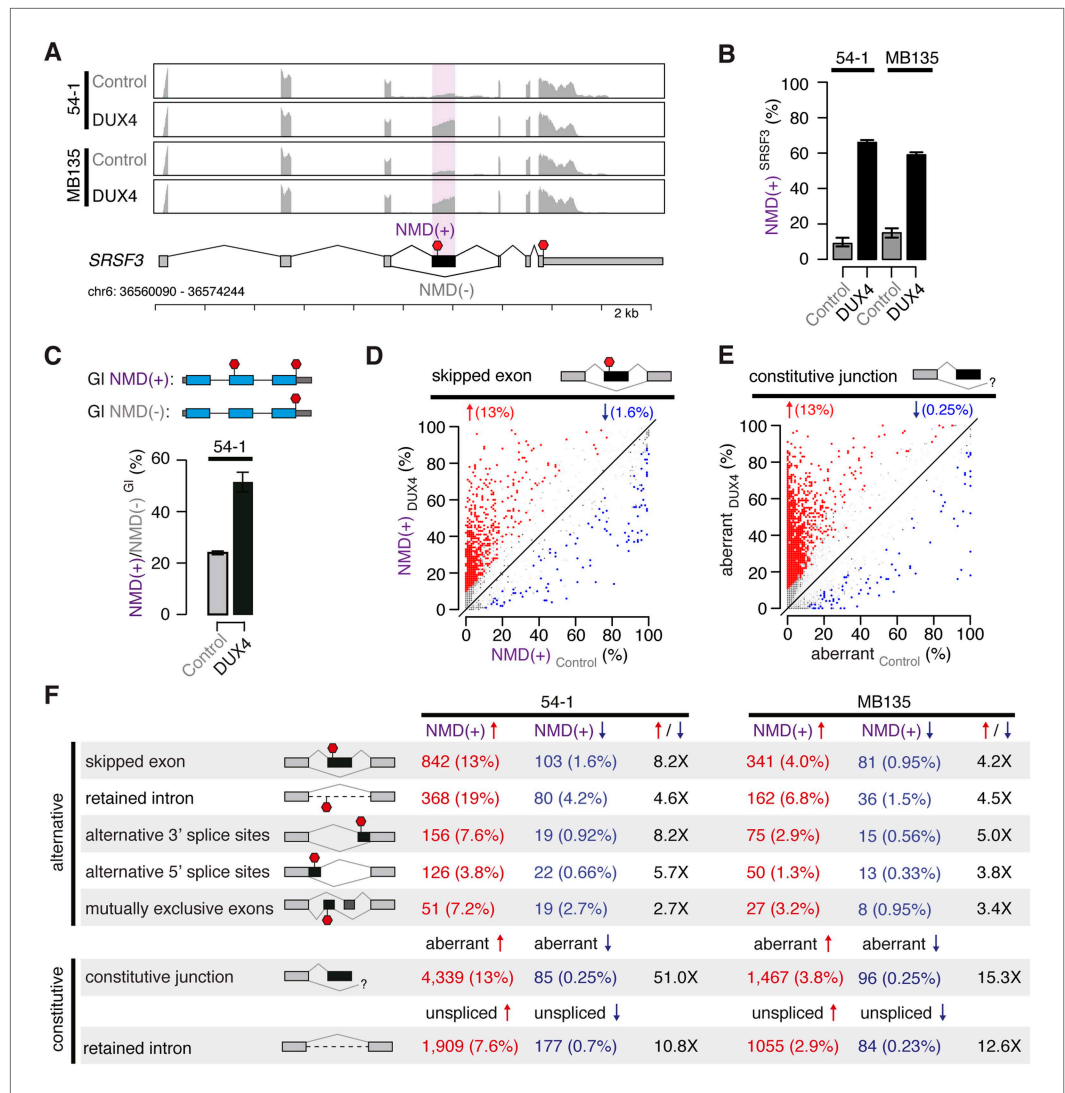 A
54-1
Control
DUX4
MB135
Control
DUX4
NMD(+)
SRSF3
NMD(-)
chr6: 36560090 - 36574244
2 kb
B
54-1 MB135
NMD(+) SRSF3 (%)
100
80
60
40
20
0
Control
DUX4
Control
DUX4
C
GI NMD(+):
GI NMD(-):
54-1
NMD(+)/NMD(-) GI (%)
60
40
20
0
Control
DUX4
D
skipped exon
(13%) (1.6%)
NMD(+) DUX4 (%)
100
80
60
40
20
0
0 20 40 60 80 100
NMD(+) Control (%)
E
constitutive junction ?
(13%) (0.25%)
aberrant DUX4 (%)
100
80
60
40
20
0
0 20 40 60 80 100
aberrant Control (%)
F
54-1 MB135
NMD(+) ↑ NMD(+) ↓ ↑ / ↓ NMD(+) ↑ NMD(+) ↓ ↑ / ↓
alternative
skipped exon 842 (13%) 103 (1.6%) 8.2X 341 (4.0%) 81 (0.95%) 4.2X
retained intron 368 (19%) 80 (4.2%) 4.6X 162 (6.8%) 36 (1.5%) 4.5X
alternative 3' splice sites 156 (7.6%) 19 (0.92%) 8.2X 75 (2.9%) 15 (0.56%) 5.0X
alternative 5' splice sites 126 (3.8%) 22 (0.66%) 5.7X 50 (1.3%) 13 (0.33%) 3.8X
mutually exclusive exons 51 (7.2%) 19 (2.7%) 2.7X 27 (3.2%) 8 (0.95%) 3.4X
aberrant ↑ aberrant ↓ aberrant ↑ aberrant ↓
constitutive
constitutive junction ? 4,339 (13%) 85 (0.25%) 51.0X 1,467 (3.8%) 96 (0.25%) 15.3X
unspliced ↑ unspliced ↓ unspliced ↑ unspliced ↓
retained intron 1,909 (7.6%) 177 (0.7%) 10.8X 1055 (2.9%) 84 (0.23%) 12.6X